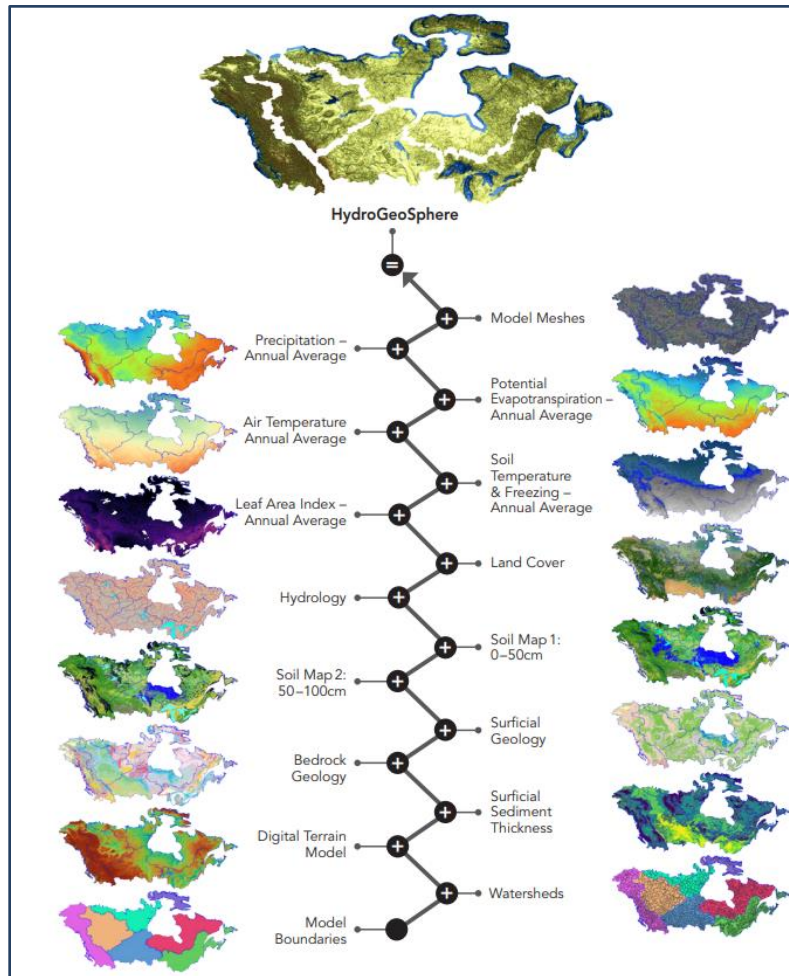 HydroGeoSphere
=
+
Model Meshes
Precipitation –
Annual Average
+
+
Potential
Evapotranspiration –
Annual Average
Air Temperature
Annual Average
+
+
Soil
Temperature
& Freezing –
Annual Average
Leaf Area Index –
Annual Average
+
+
Land Cover
Hydrology
+
+
Soil Map 1:
0–50cm
Soil Map 2:
50–100cm
+
+
Surficial
Geology
Bedrock
Geology
+
+
Surficial
Sediment
Thickness
Digital Terrain
Model
+
+
Watersheds
Model
Boundaries